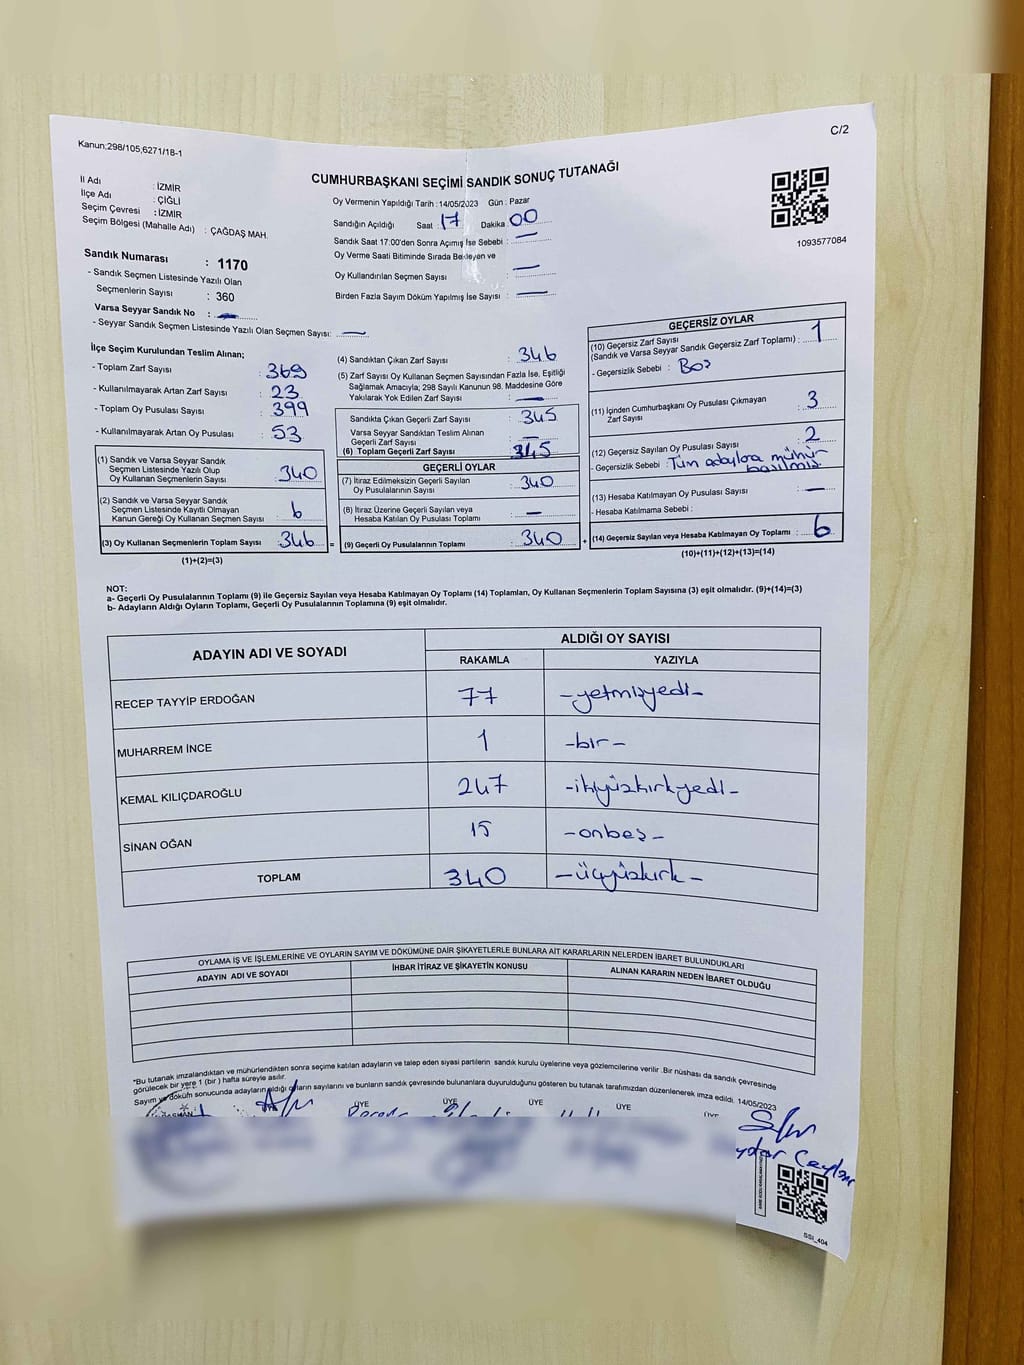 C/2
Kanun;298/105,6271/18-1
CUMHURBAŞKANI SEÇİMİ SANDIK SONUÇ TUTANAĞI
İl Adı : İZMİR
İlçe Adı : ÇİĞLİ
Seçim Çevresi : İZMİR
Seçim Bölgesi (Mahalle Adı) : ÇAĞDAŞ MAH.
Sandık Numarası : 1170
- Sandık Seçmen Listesinde Yazılı Olan
Seçmenlerin Sayısı : 360
Varsa Seyyar Sandık No : —
- Seyyar Sandık Seçmen Listesinde Yazılı Olan Seçmen Sayısı: —
Oy Vermenin Yapıldığı Tarih : 14/05/2023 Gün : Pazar
Sandığın Açıldığı Saat : 17 Dakika : 00
Sandık Saat 17:00'den Sonra Açımış İse Sebebi : —
Oy Verme Saati Bitiminde Sırada Bekleyen ve
Oy Kullandırılan Seçmen Sayısı : —
Birden Fazla Sayım Döküm Yapılmış İse Sayısı : —
1093577084
İlçe Seçim Kurulundan Teslim Alınan;
- Toplam Zarf Sayısı : 369
- Kullanılmayarak Artan Zarf Sayısı : 23
- Toplam Oy Pusulası Sayısı : 399
- Kullanılmayarak Artan Oy Pusulası : 53
(1) Sandık ve Varsa Seyyar Sandık
Seçmen Listesinde Yazılı Olup
Oy Kullanan Seçmenlerin Sayısı : 340
(2) Sandık ve Varsa Seyyar Sandık
Seçmen Listesinde Kayıtlı Olmayan
Kanun Gereği Oy Kullanan Seçmen Sayısı : 6
(3) Oy Kullanan Seçmenlerin Toplam Sayısı : 346 =
(1)+(2)=(3)
(4) Sandıktan Çıkan Zarf Sayısı : 346
(5) Zarf Sayısı Oy Kullanan Seçmen Sayısından Fazla İse, Eşitliği
Sağlamak Amacıyla; 298 Sayılı Kanunun 98. Maddesine Göre
Yakılarak Yok Edilen Zarf Sayısı : —
Sandıkta Çıkan Geçerli Zarf Sayısı : 345
Varsa Seyyar Sandıktan Teslim Alınan
Geçerli Zarf Sayısı : —
(6) Toplam Geçerli Zarf Sayısı : 345
GEÇERLİ OYLAR
(7) İtiraz Edilmeksizin Geçerli Sayılan
Oy Pusulasının Sayısı : 340
(8) İtiraz Üzerine Geçerli Sayılan veya
Hesaba Katılan Oy Pusulası Toplamı : —
(9) Geçerli Oy Pusulalarının Toplamı : 340 +
GEÇERSİZ OYLAR
(10) Geçersiz Zarf Sayısı
(Sandık ve Varsa Seyyar Sandık Geçersiz Zarf Toplamı) : 1
- Geçersizlik Sebebi : Boş
(11) İçinden Cumhurbaşkanı Oy Pusulası Çıkmayan
Zarf Sayısı : 3
(12) Geçersiz Sayılan Oy Pusulası Sayısı : 2
- Geçersizlik Sebebi : Tüm adaylara mühür
basılmış.
(13) Hesaba Katılmayan Oy Pusulası Sayısı : —
- Hesaba Katılmama Sebebi :
(14) Geçersiz Sayılan veya Hesaba Katılmayan Oy Toplamı : 6
(10)+(11)+(12)+(13)=(14)
NOT:
a- Geçerli Oy Pusulalarının Toplamı (9) ile Geçersiz Sayılan veya Hesaba Katılmayan Oy Toplamı (14) Toplamları, Oy Kullanan Seçmenlerin Toplam Sayısına (3) eşit olmalıdır. (9)+(14)=(3)
b- Adayların Aldığı Oyların Toplamı, Geçerli Oy Pusulalarının Toplamına (9) eşit olmalıdır.
ADAYIN ADI VE SOYADI ALDIĞI OY SAYISI
RAKAMLA YAZIYLA
RECEP TAYYİP ERDOĞAN 77 -yetmişyedi-
MUHARREM İNCE 1 -bir-
KEMAL KILIÇDAROĞLU 247 -ikiyüzkırkyedi-
SİNAN OĞAN 15 -onbeş-
TOPLAM 340 -üçyüzkırk-
OYLAMA İŞ VE İŞLEMLERİNE VE OYLARIN SAYIM VE DÖKÜMÜNE DAİR ŞİKAYETLERLE BUNLARA AİT KARARLARIN NELERDEN İBARET BULUNDUKLARI
ADAYIN ADI VE SOYADI İHBAR İTİRAZ VE ŞİKAYETİN KONUSU ALINAN KARARIN NEDEN İBARET OLDUĞU
*Bu tutanak imzalandıktan ve mühürlendikten sonra seçime katılan adayların ve talep eden siyasi partilerin sandık kurulu üyelerine veya gözlemcilerine verilir .Bir nüshası da sandık çevresinde
görülecek bir yere 1 (bir ) hafta süreyle asılır.
Sayım ve döküm sonucunda adayların aldığı oyların sayılarını ve bunların sandık çevresinde bulunanlara duyurulduğunu gösteren bu tutanak tarafımızdan düzenlenerek imza edildi. 14/05/2023
ÜYE ÜYE ÜYE ÜYE ÜYE
Ceylan
SSI_404